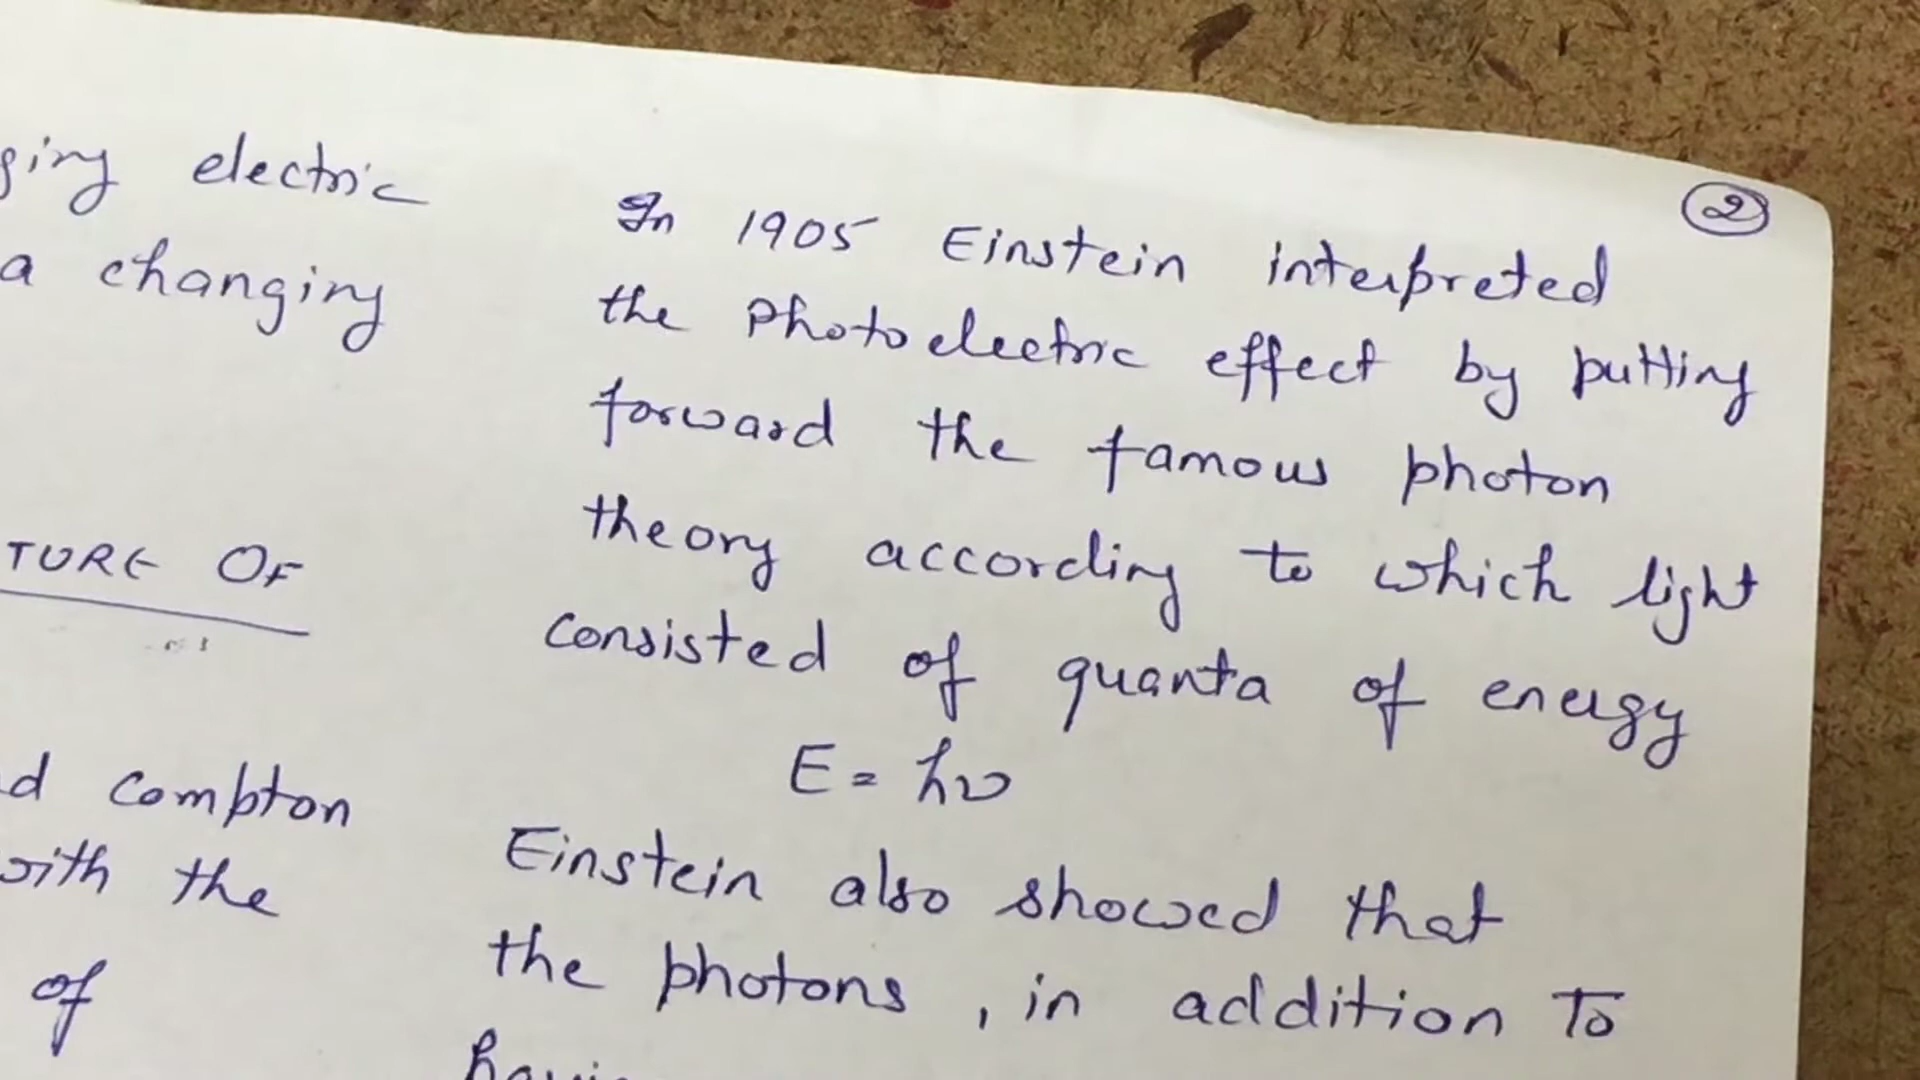 electric
a changing
TURE OF
compton
with the
of
2
In 1905 Einstein interpreted
the Photoelectric effect by putting
forward the famous photon
theory according to which light
consisted of quanta of energy
E = hν
Einstein also showed that
the photons, in addition To